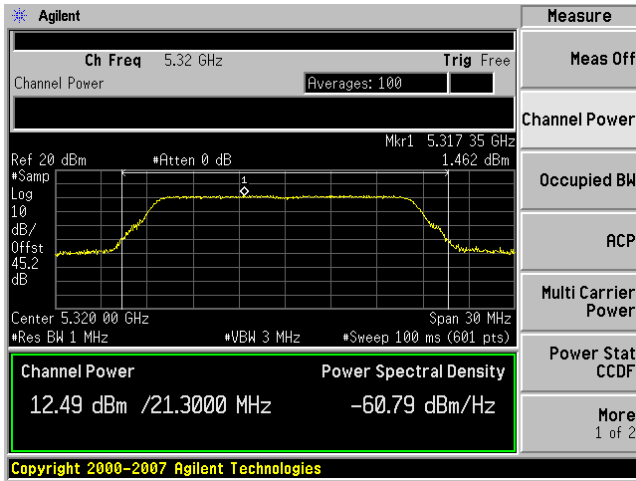 Agilent
Measure
Ch Freq 5.32 GHz Trig Free
Channel Power Averages: 100
Meas Off
Channel Power
Occupied BW
ACP
Multi Carrier
Power
Power Stat
CCDF
More
1 of 2
Mkr1 5.317 35 GHz
Ref 20 dBm #Atten 0 dB 1.462 dBm
#Samp
Log
10
dB/
Offst
45.2
dB
1
Center 5.320 00 GHz Span 30 MHz
#Res BW 1 MHz #VBW 3 MHz #Sweep 100 ms (601 pts)
Channel Power Power Spectral Density
12.49 dBm /21.3000 MHz -60.79 dBm/Hz
Copyright 2000-2007 Agilent Technologies